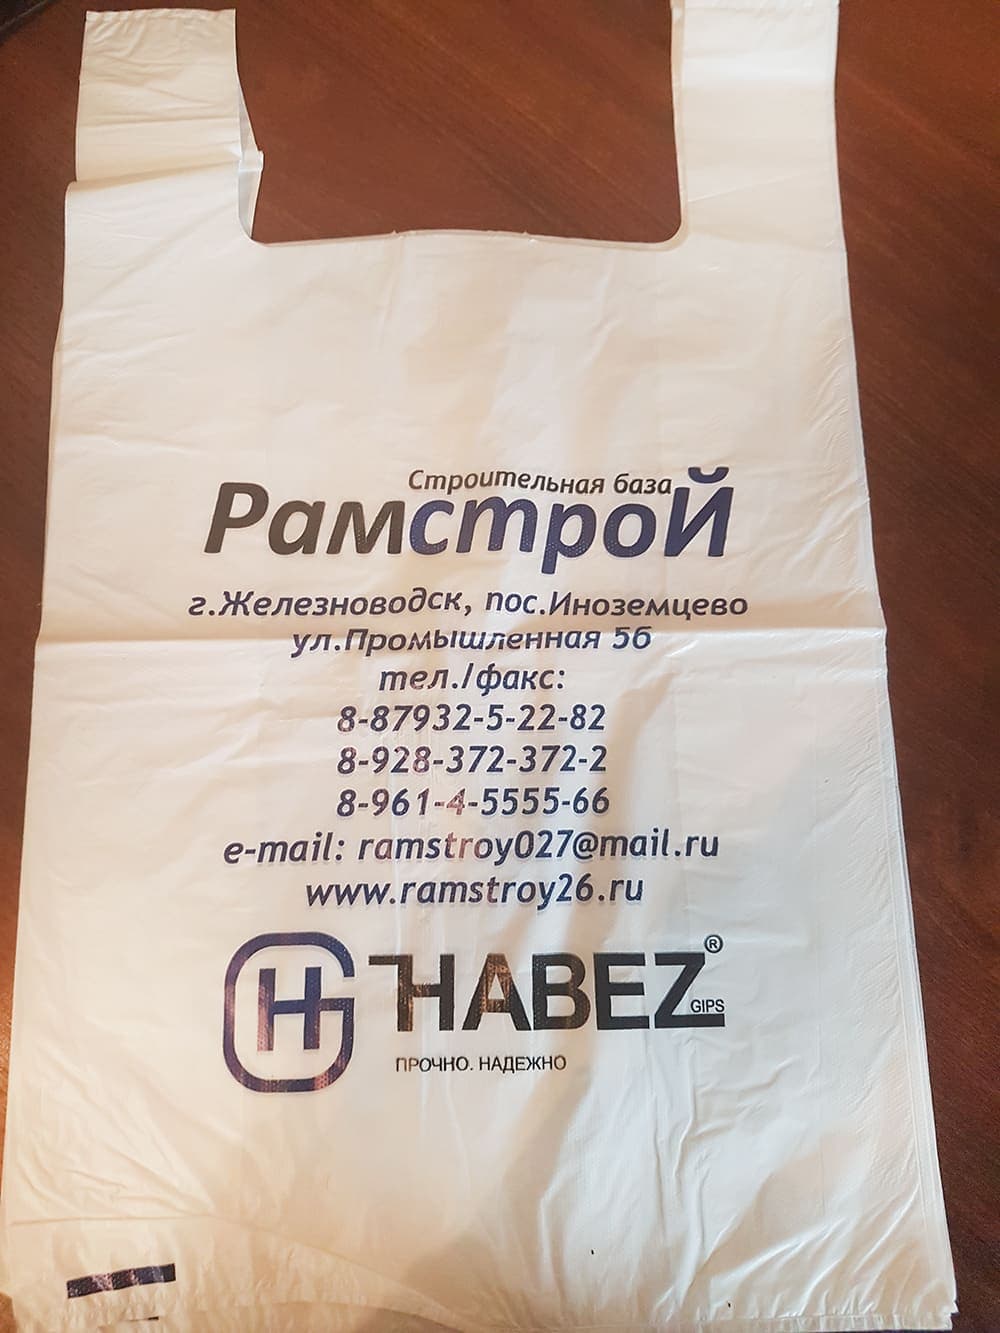 Строительная база
РамстроЙ
г.Железноводск, пос.Иноземцево
ул.Промышленная 5б
тел./факс:
8-87932-5-22-82
8-928-372-372-2
8-961-4-5555-66
e-mail: ramstroy027@mail.ru
www.ramstroy26.ru
HABEZ®
GIPS
ПРОЧНО. НАДЕЖНО